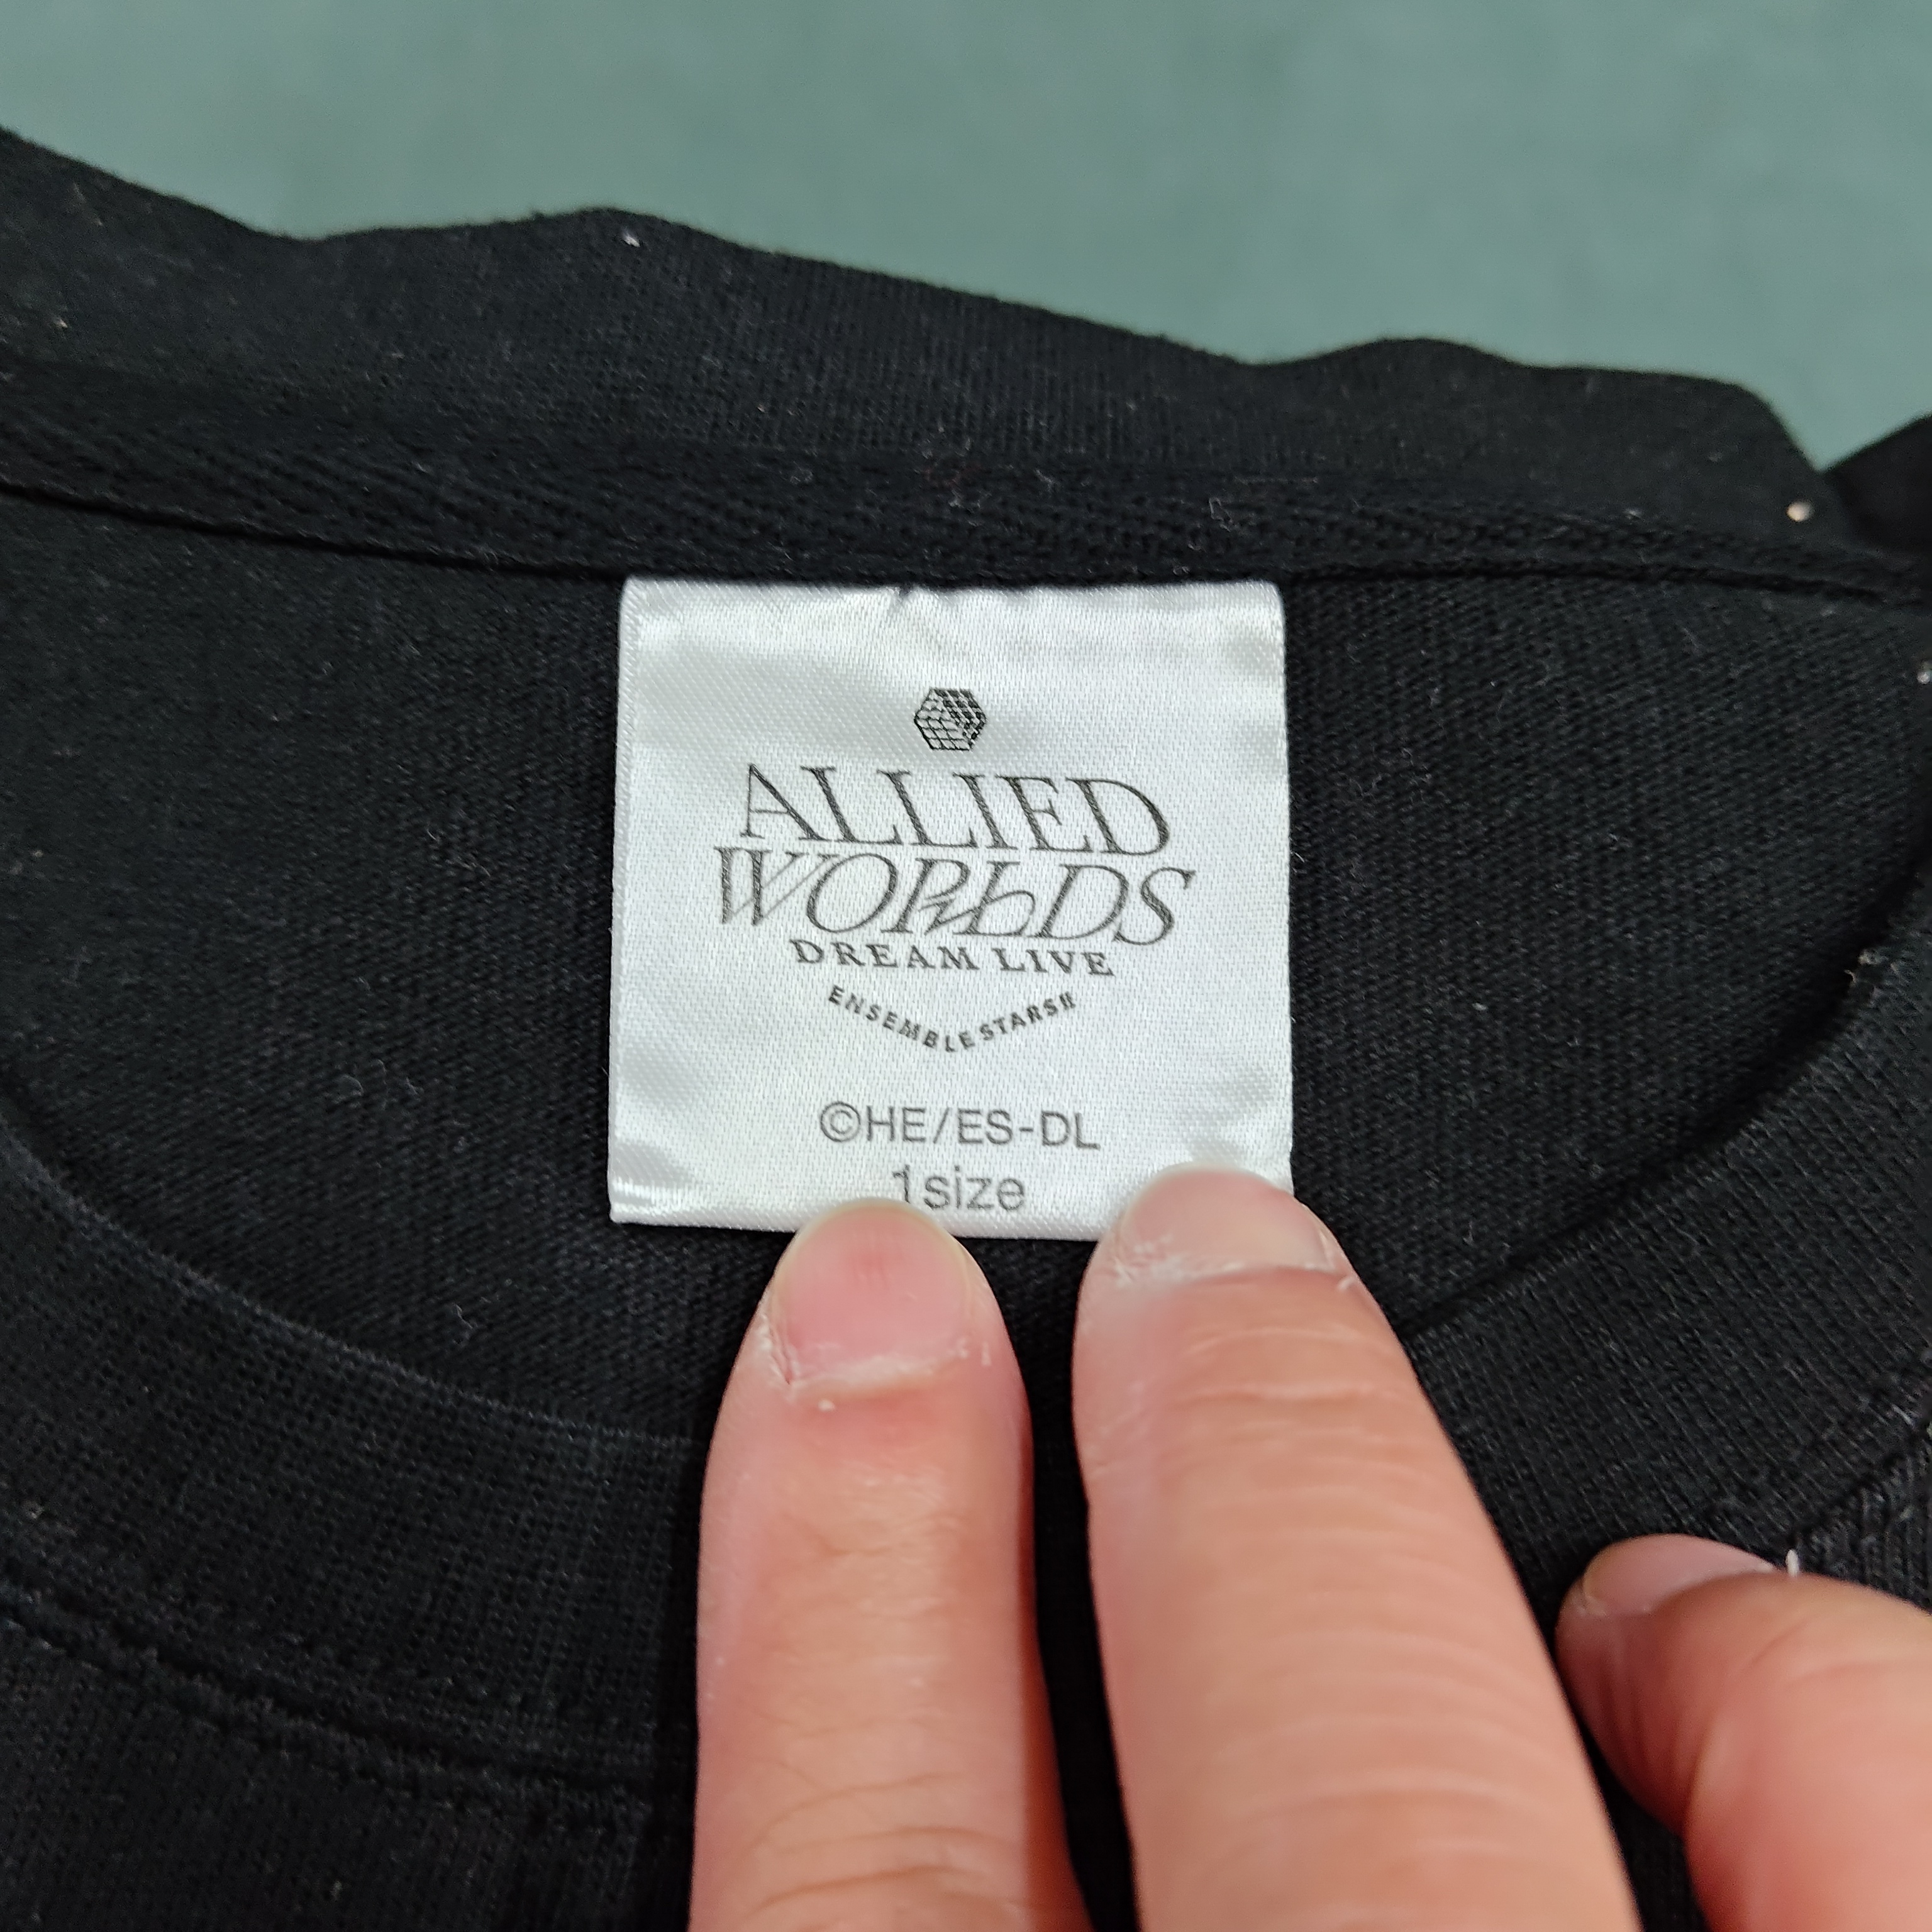 ALLIED
WORLDS
DREAM LIVE
ENSEMBLE STARS!!
©HE/ES-DL
1size